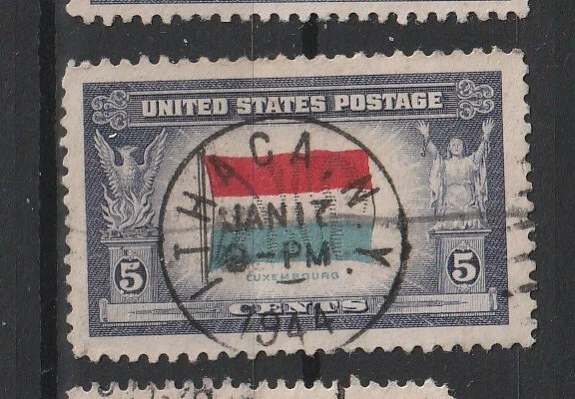 UNITED STATES POSTAGE
ITHACA, N.Y.
JAN 17
-PM
1944
LUXEMBOURG
5 5
CENTS